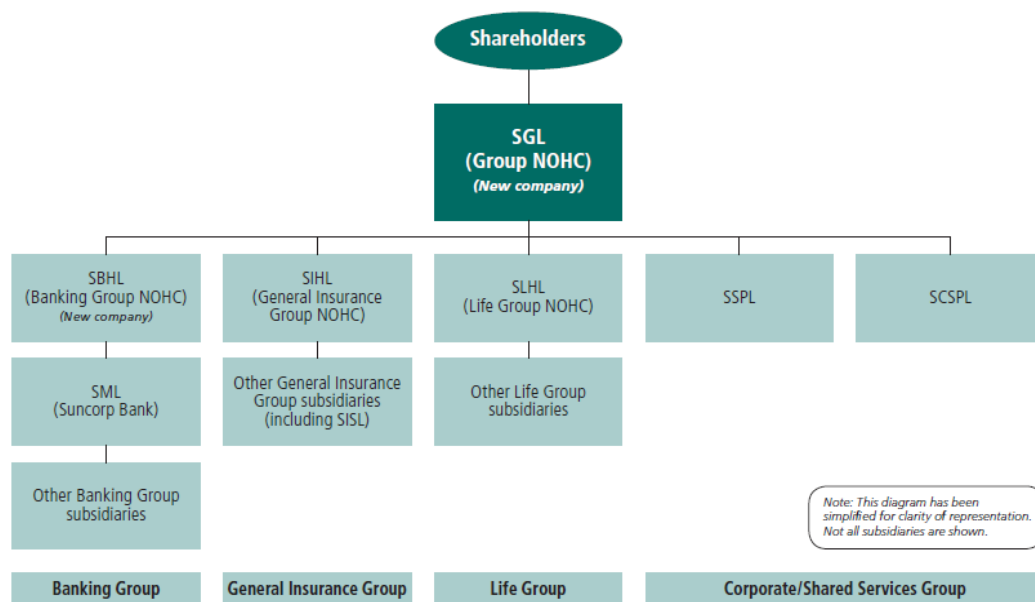 Shareholders
SGL
(Group NOHC)
(New company)
SBHL
(Banking Group NOHC)
(New company)
SIHL
(General Insurance
Group NOHC)
SLHL
(Life Group NOHC)
SSPL
SCSPL
SML
(Suncorp Bank)
Other General Insurance
Group subsidiaries
(including SISL)
Other Life Group
subsidiaries
Other Banking Group
subsidiaries
Note: This diagram has been
simplified for clarity of representation.
Not all subsidiaries are shown.
Banking Group
General Insurance Group
Life Group
Corporate/Shared Services Group